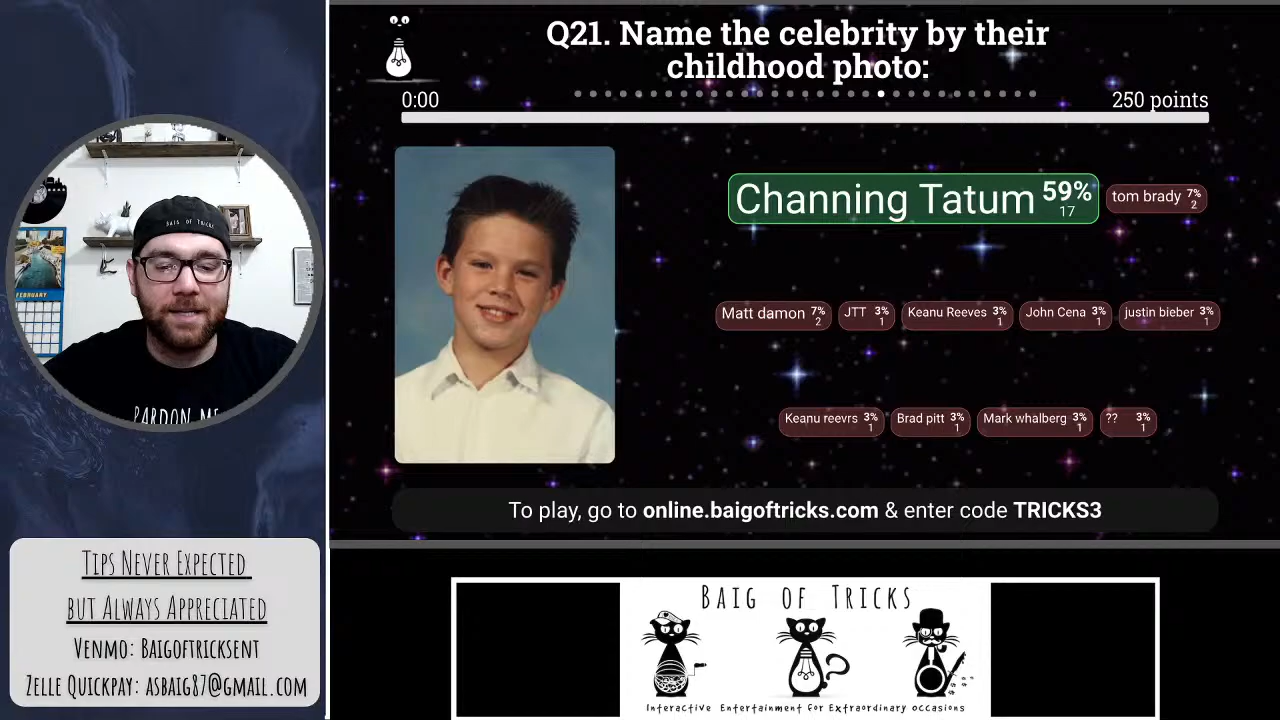 Q21. Name the celebrity by their
childhood photo:
0:00
250 points
Channing Tatum 59% 17
tom brady 7% 2
Matt damon 7% 2
JTT 3% 1
Keanu Reeves 3% 1
John Cena 3% 1
justin bieber 3% 1
Keanu reevrs 3% 1
Brad pitt 3% 1
Mark whalberg 3% 1
?? 3% 1
To play, go to online.baigoftricks.com & enter code TRICKS3
BAIG OF TRICKS
FEBRUARY
PARDON ME
Tips Never Expected
but Always Appreciated
Venmo: Baigoftricksent
Zelle Quickpay: asbaig87@gmail.com
BAIG OF TRICKS
Interactive Entertainment for Extraordinary occasions